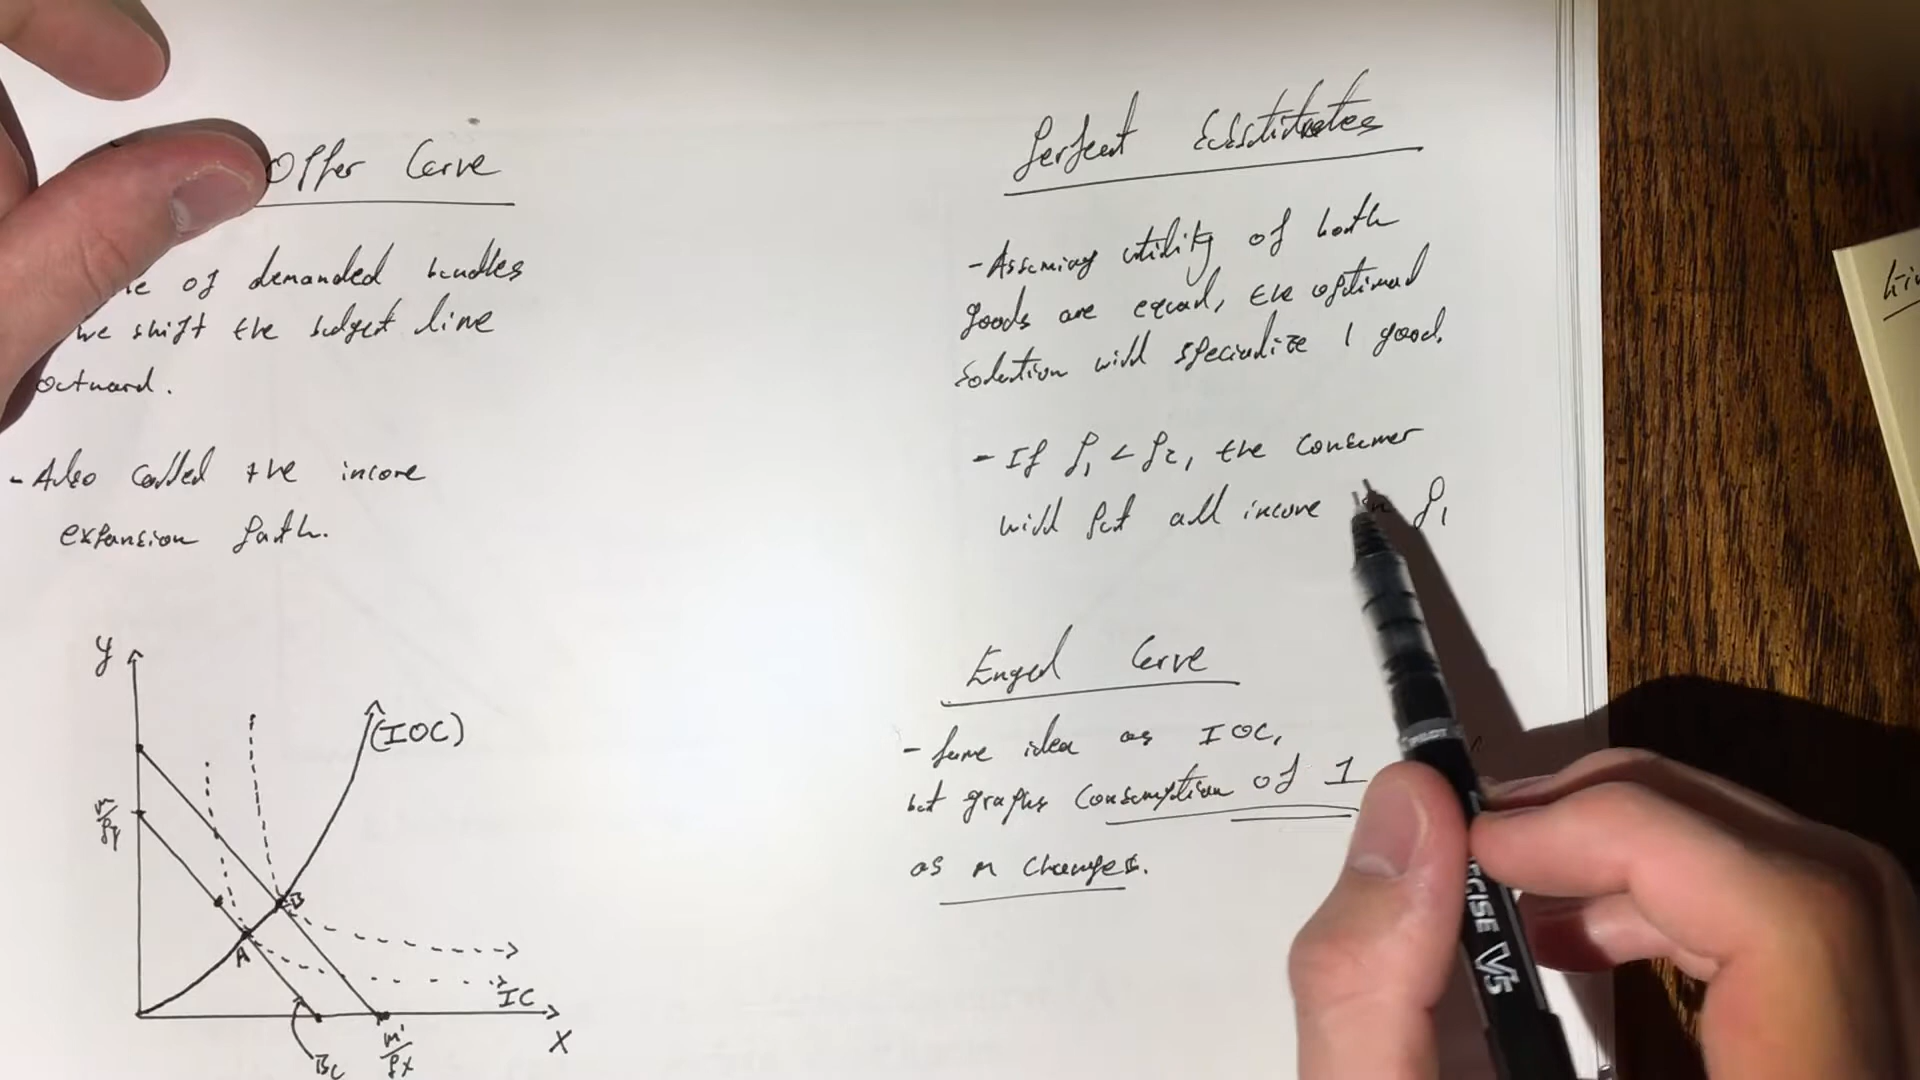 Offer Curve
of demanded bundles
we shift the budget line
outward.
- Also called the income
expansion path.
y
(IOC)
m
Py
B
A
IC
X
BC
m'
Px
Perfect Substitutes
- Assuming utility of both
goods are equal, the optimal
solution will specialize 1 good.
- If P1 < P2, the consumer
will put all income in P1
Engel Curve
- Same idea as IOC,
but graphs consumption of 1
as m changes.
PILOT
PRECISE V5